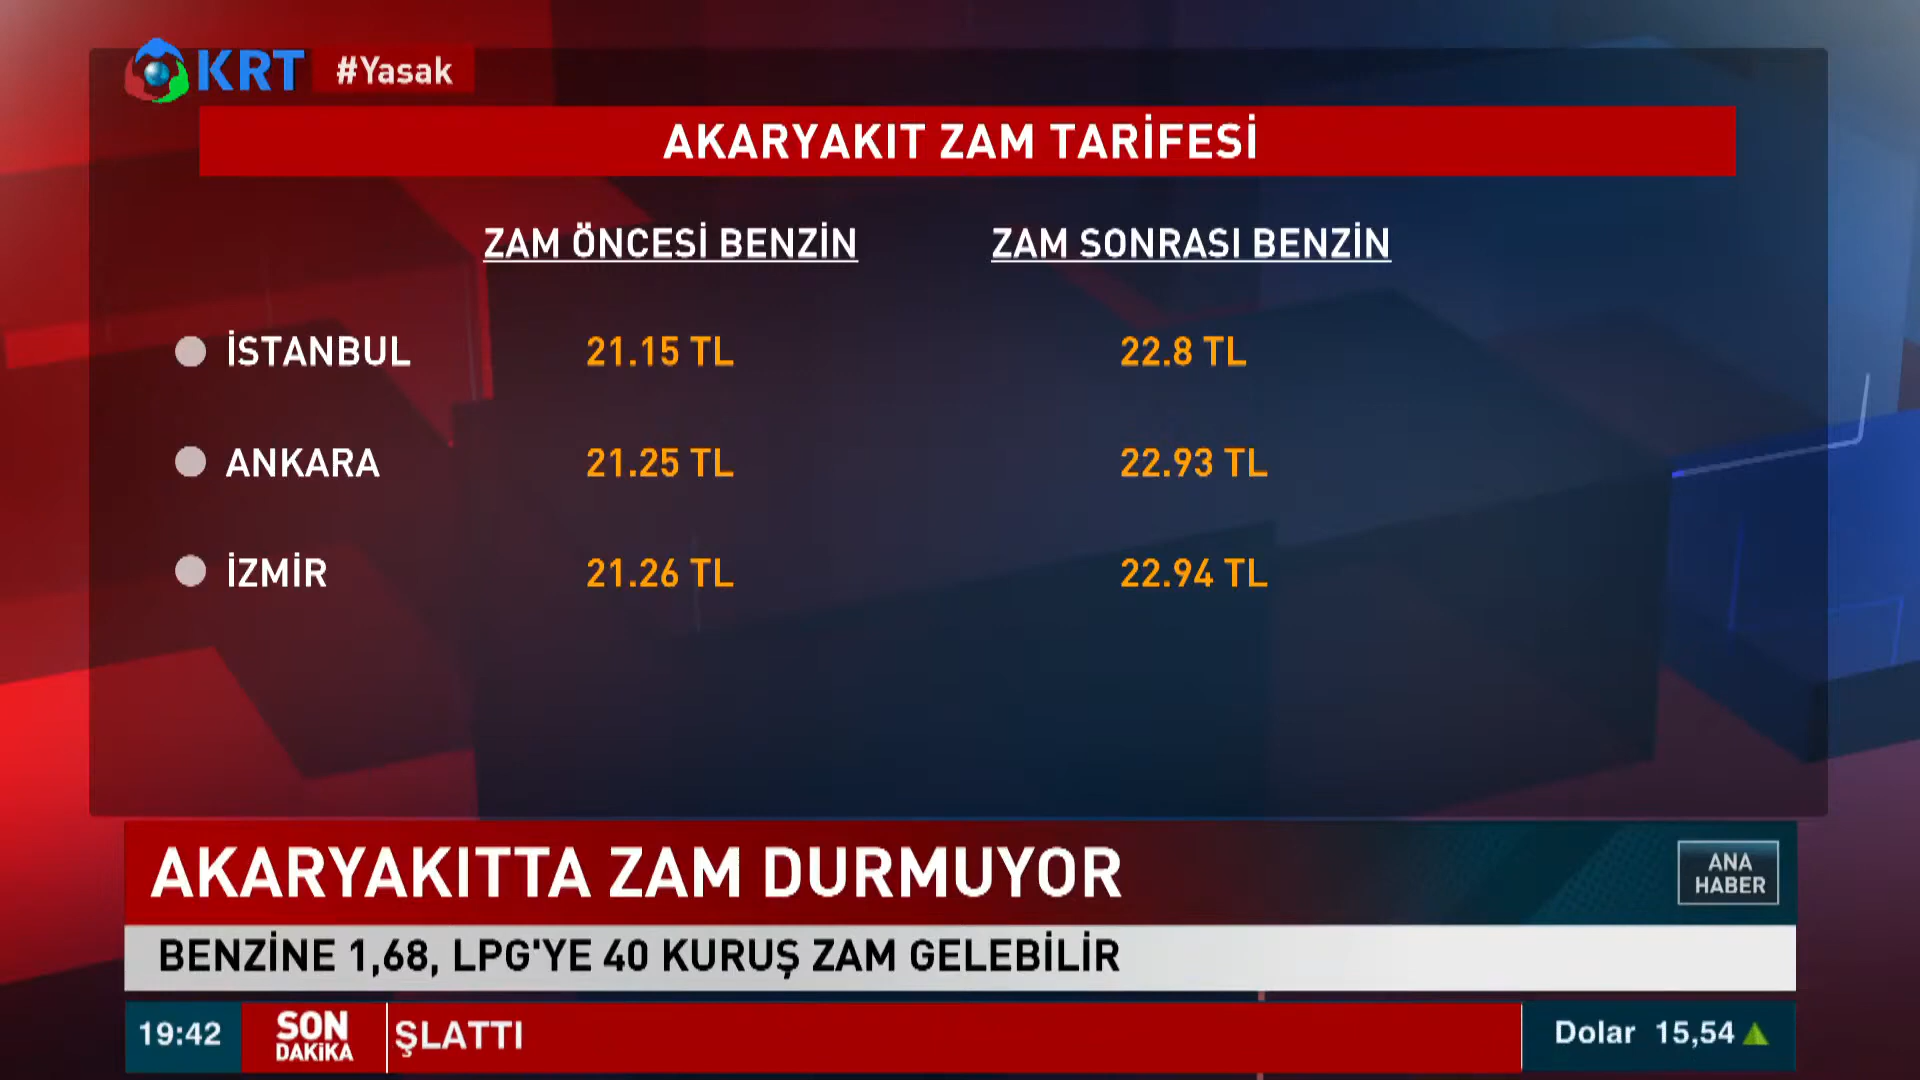 KRT #Yasak
AKARYAKIT ZAM TARİFESİ
ZAM ÖNCESİ BENZİN ZAM SONRASI BENZİN
İSTANBUL 21.15 TL 22.8 TL
ANKARA 21.25 TL 22.93 TL
İZMİR 21.26 TL 22.94 TL
AKARYAKITTA ZAM DURMUYOR
ANA
HABER
BENZİNE 1,68, LPG'YE 40 KURUŞ ZAM GELEBİLİR
19:42 SON
DAKİKA
ŞLATTI
Dolar 15,54